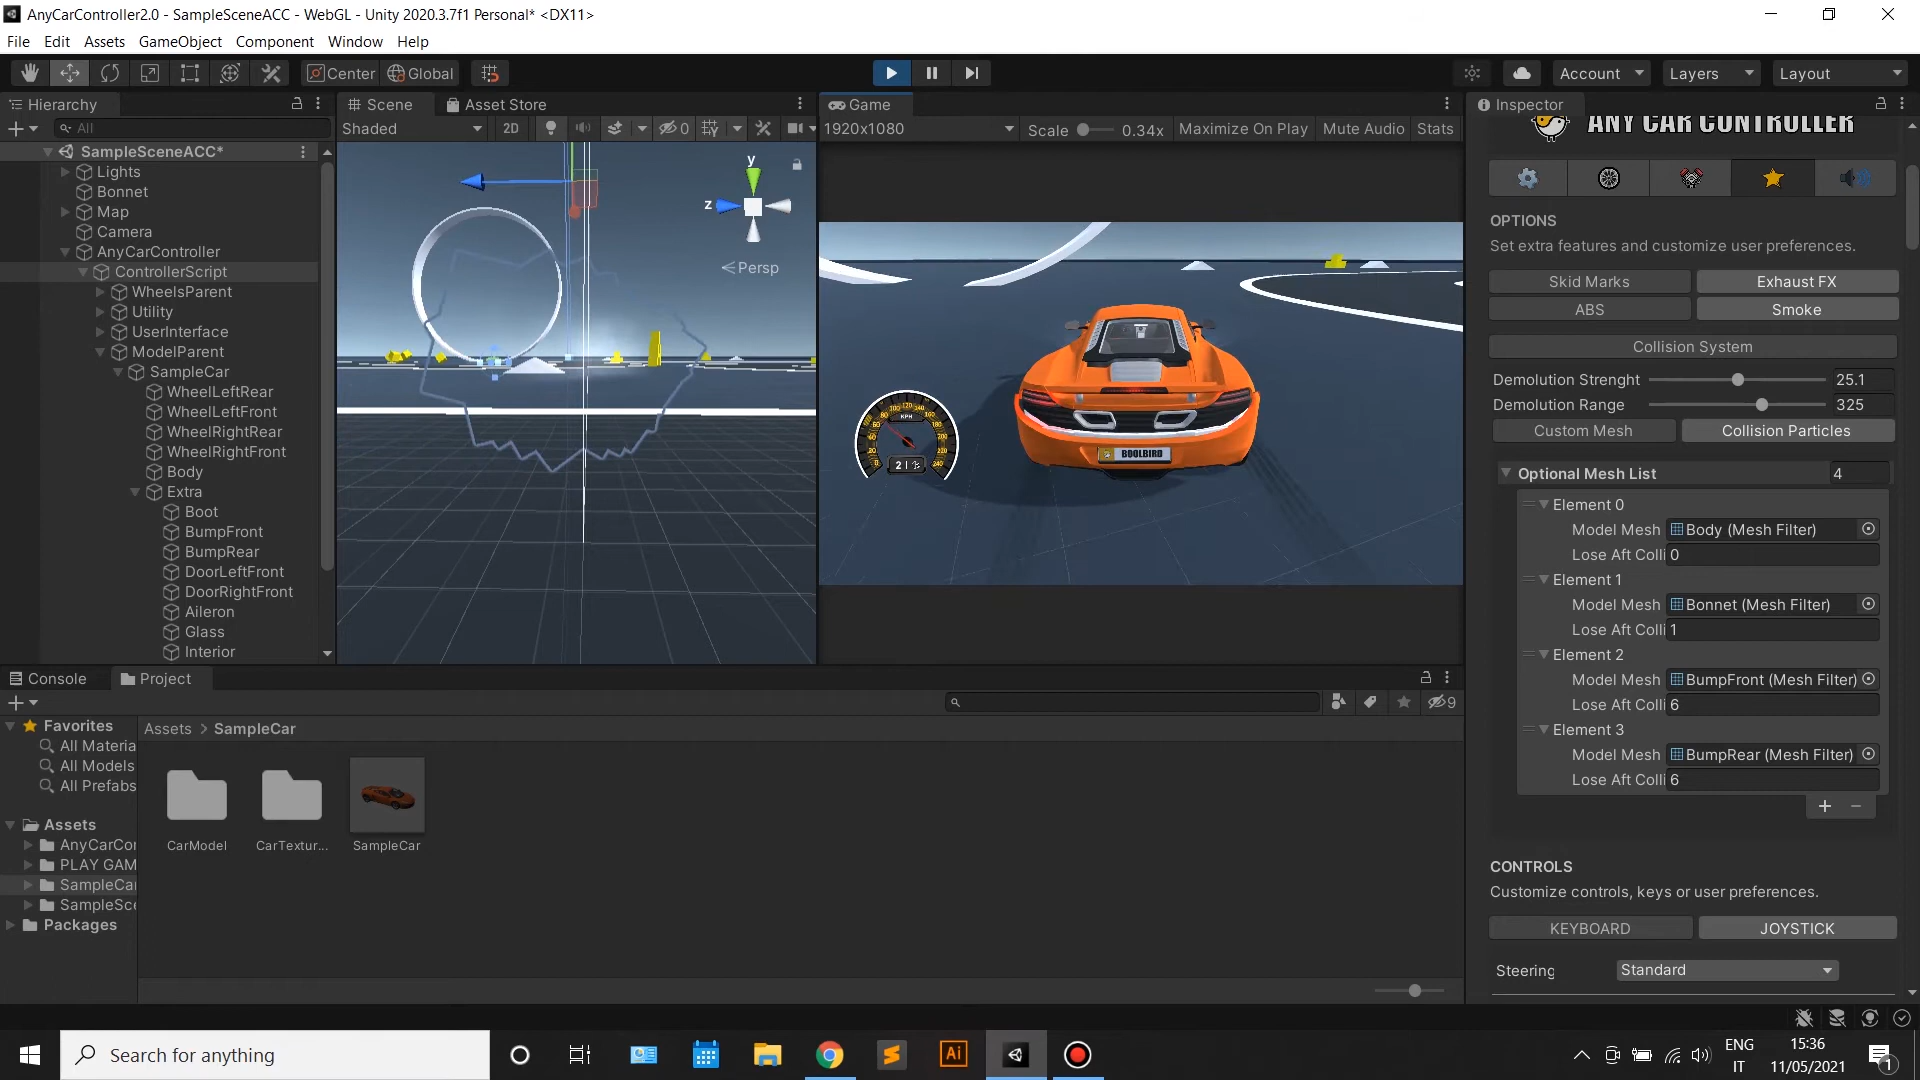 AnyCarController2.0 - SampleSceneACC - WebGL - Unity 2020.3.7f1 Personal* <DX11>
File Edit Assets GameObject Component Window Help
Center Global Account Layers Layout
Hierarchy
All
SampleSceneACC*
Lights
Bonnet
Map
Camera
AnyCarController
ControllerScript
WheelsParent
Utility
UserInterface
ModelParent
SampleCar
WheelLeftRear
WheelLeftFront
WheelRightRear
WheelRightFront
Body
Extra
Boot
BumpFront
BumpRear
DoorLeftFront
DoorRightFront
Aileron
Glass
Interior
Scene Asset Store
Shaded 2D 0
y
z
Persp
Game
1920x1080 Scale 0.34x Maximize On Play Mute Audio Stats
KPH
BOOLBIRD
Inspector
ANY CAR CONTROLLER
OPTIONS
Set extra features and customize user preferences.
Skid Marks Exhaust FX
ABS Smoke
Collision System
Demolution Strenght 25.1
Demolution Range 325
Custom Mesh Collision Particles
Optional Mesh List 4
Element 0
Model Mesh Body (Mesh Filter)
Lose Aft Colli 0
Element 1
Model Mesh Bonnet (Mesh Filter)
Lose Aft Colli 1
Element 2
Model Mesh BumpFront (Mesh Filter)
Lose Aft Colli 6
Element 3
Model Mesh BumpRear (Mesh Filter)
Lose Aft Colli 6
CONTROLS
Customize controls, keys or user preferences.
KEYBOARD JOYSTICK
Steering Standard
Console Project
9
Favorites
All Materia
All Models
All Prefabs
Assets
AnyCarCor
PLAY GAM
SampleCar
SampleSce
Packages
Assets > SampleCar
CarModel CarTextur... SampleCar
Search for anything
Ai
ENG
IT
15:36
11/05/2021
1